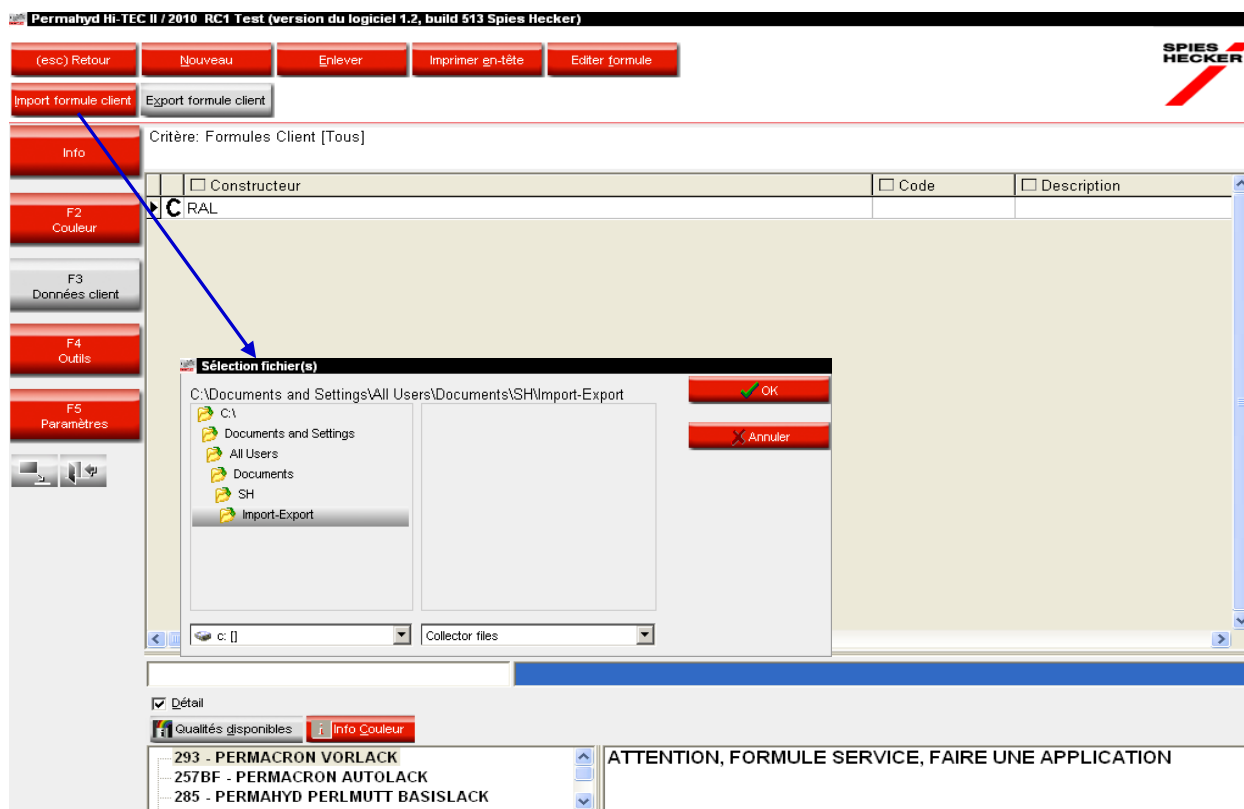 Permahyd Hi-TEC II / 2010 RC1 Test (version du logiciel 1.2, build 513 Spies Hecker)
(esc) Retour Nouveau Enlever Imprimer en-tête Editer formule
SPIES
HECKER
Import formule client Export formule client
Info
Critère: Formules Client [Tous]
Constructeur Code Description
C RAL
F2
Couleur
F3
Données client
F4
Outils
F5
Paramètres
Sélection fichier(s)
C:\Documents and Settings\All Users\Documents\SH\Import-Export
OK
Annuler
C:\
Documents and Settings
All Users
Documents
SH
Import-Export
c: [] Collector files
Détail
Qualités disponibles i Info Couleur
293 - PERMACRON VORLACK
257BF - PERMACRON AUTOLACK
285 - PERMAHYD PERLMUTT BASISLACK
ATTENTION, FORMULE SERVICE, FAIRE UNE APPLICATION